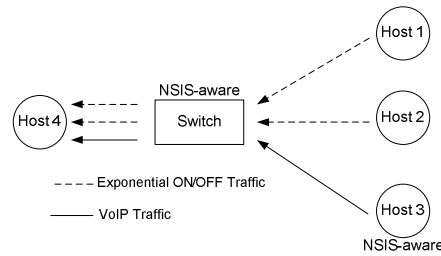 Host 1
NSIS-aware
Host 4
Switch
Host 2
Exponential ON/OFF Traffic
VoIP Traffic
Host 3
NSIS-aware